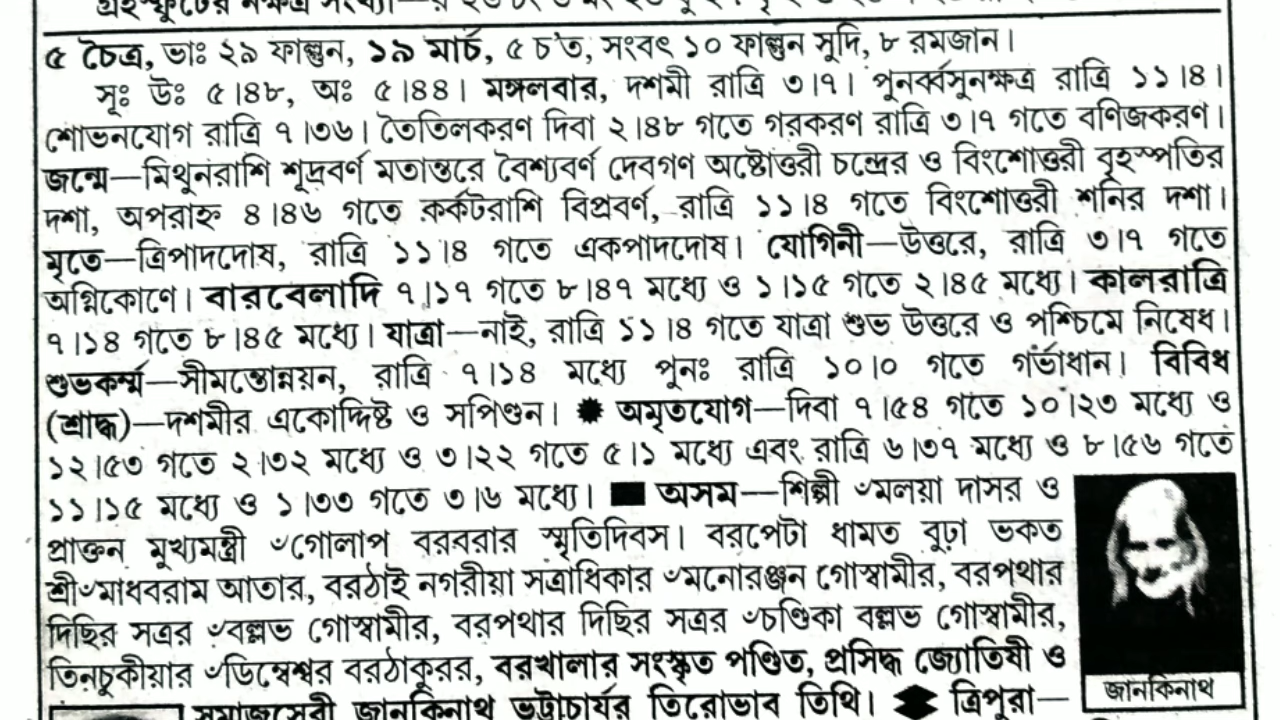 ৫ চৈত্র, ভাঃ ২৯ ফাল্গুন, ১৯ মার্চ, ৫ চ'ত, সংবৎ ১০ ফাল্গুন সুদি, ৮ রমজান।
সূঃ উঃ ৫।৪৮, অঃ ৫।৪৪। মঙ্গলবার, দশমী রাত্রি ৩।৭। পুনর্ব্বসুনক্ষত্র রাত্রি ১১।৪।
শোভনযোগ রাত্রি ৭।৩৬। তৈতিলকরণ দিবা ২।৪৮ গতে গরকরণ রাত্রি ৩।৭ গতে বণিজকরণ।
জন্মে—মিথুনরাশি শূদ্রবর্ণ মতান্তরে বৈশ্যবর্ণ দেবগণ অষ্টোত্তরী চন্দ্রের ও বিংশোত্তরী বৃহস্পতির
দশা, অপরাহ্ন ৪।৪৬ গতে কর্কটরাশি বিপ্রবর্ণ, রাত্রি ১১।৪ গতে বিংশোত্তরী শনির দশা।
মৃতে—ত্রিপাদদোষ, রাত্রি ১১।৪ গতে একপাদদোষ। যোগিনী—উত্তরে, রাত্রি ৩।৭ গতে
অগ্নিকোণে। বারবেলাদি ৭।১৭ গতে ৮।৪৭ মধ্যে ও ১।১৫ গতে ২।৪৫ মধ্যে। কালরাত্রি
৭।১৪ গতে ৮।৪৫ মধ্যে। যাত্রা—নাই, রাত্রি ১১।৪ গতে যাত্রা শুভ উত্তরে ও পশ্চিমে নিষেধ।
শুভকর্ম্ম—সীমন্তোন্নয়ন, রাত্রি ৭।১৪ মধ্যে পুনঃ রাত্রি ১০।০ গতে গর্ভাধান। বিবিধ
(শ্রাদ্ধ)—দশমীর একোদ্দিষ্ট ও সপিণ্ডন। ✸ অমৃতযোগ—দিবা ৭।৫৪ গতে ১০।২৩ মধ্যে ও
১২।৫৩ গতে ২।৩২ মধ্যে ও ৩।২২ গতে ৫।১ মধ্যে এবং রাত্রি ৬।৩৭ মধ্যে ও ৮।৫৬ গতে
১১।১৫ মধ্যে ও ১।৩৩ গতে ৩।৬ মধ্যে। ■ অসম—শিল্পী ৺মলয়া দাসর ও
প্রাক্তন মুখ্যমন্ত্রী ৺গোলাপ বরবরার স্মৃতিদিবস। বরপেটা ধামত বুঢ়া ভকত
শ্রী৺মাধবরাম আতার, বরঠাই নগরীয়া সত্রাধিকার ৺মনোরঞ্জন গোস্বামীর, বরপথার
দিছির সত্রর ৺বল্লভ গোস্বামীর, বরপথার দিছির সত্রর ৺চণ্ডিকা বল্লভ গোস্বামীর,
তিনচুকীয়ার ৺ডিম্বেশ্বর বরঠাকুরর, বরখালার সংস্কৃত পণ্ডিত, প্রসিদ্ধ জ্যোতিষী ও
সমাজসেবী জানকিনাথ ভট্টাচার্যর তিরোভাব তিথি। ◆ ত্রিপুরা—
জানকিনাথ